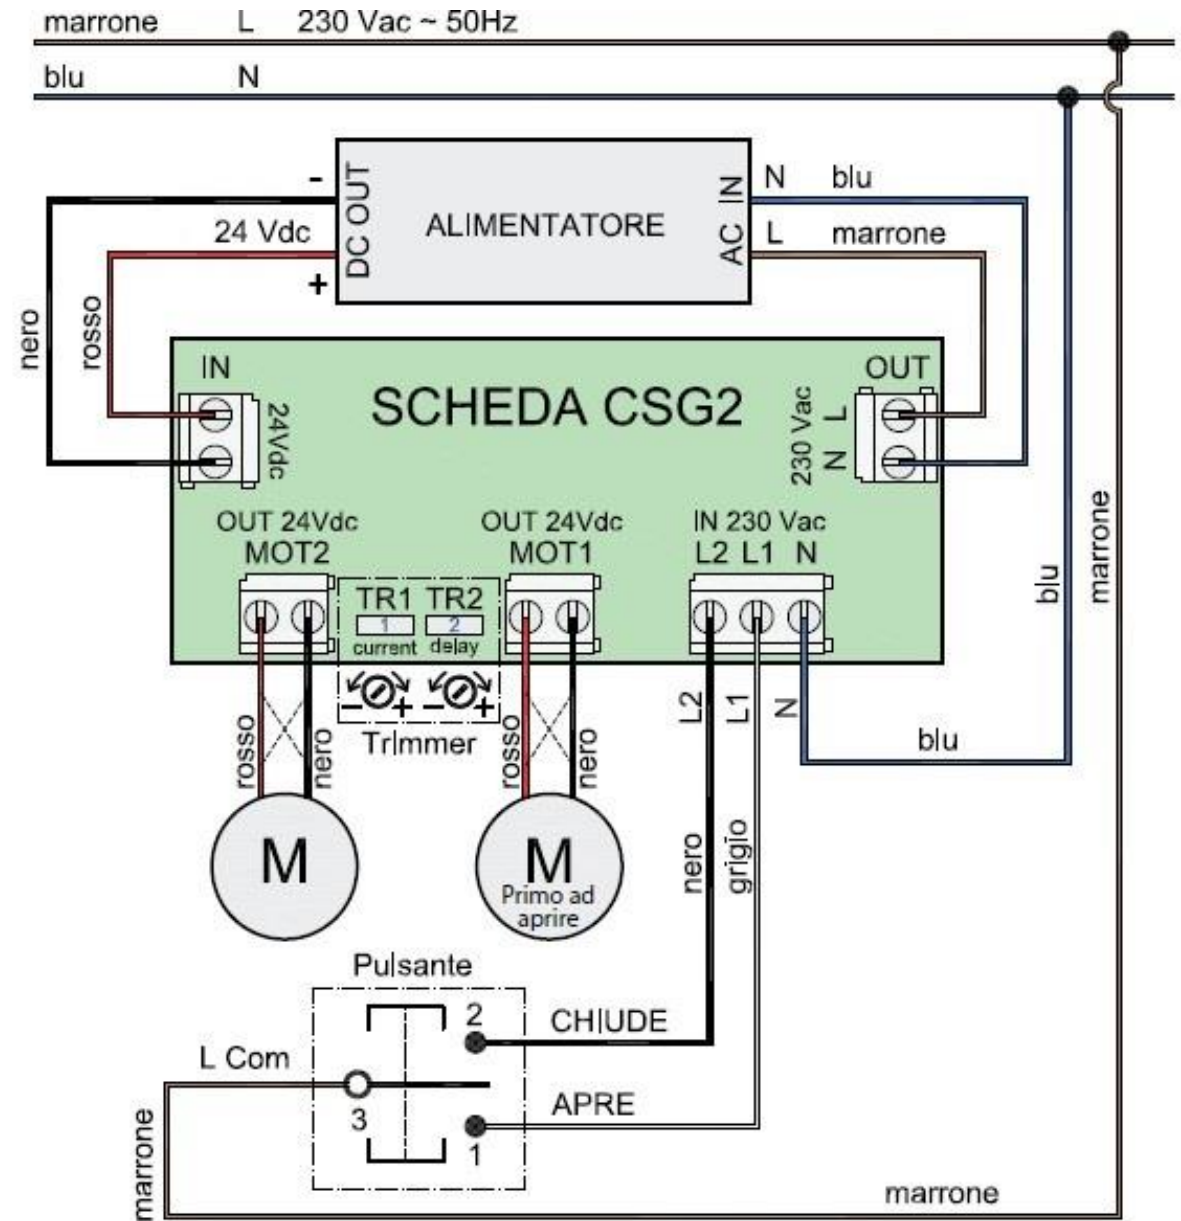 marrone L 230 Vac ~ 50Hz
blu N
- DC OUT AC IN N blu
24 Vdc ALIMENTATORE L marrone
+
nero rosso
IN OUT
SCHEDA CSG2
24Vdc 230 Vac L N
OUT 24Vdc OUT 24Vdc IN 230 Vac
MOT2 MOT1 L2 L1 N
marrone
blu
TR1 TR2
1 2
current delay
- + - +
TrImmer
L2 L1 N
blu
rosso nero rosso nero
nero grigio
M M
Primo ad
aprire
Pulsante
2 CHIUDE
L Com
3 APRE
1
marrone
marrone